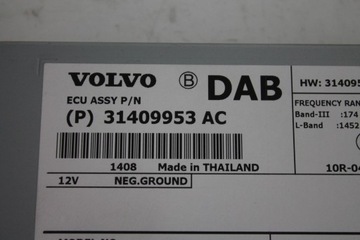 VOLVO B DAB
HW: 31409
ECU ASSY P/N
FREQUENCY RAN
(P) 31409953 AC
Band-III :174
L-Band :1452
1408 Made in THAILAND
10R-04
12V NEG.GROUND